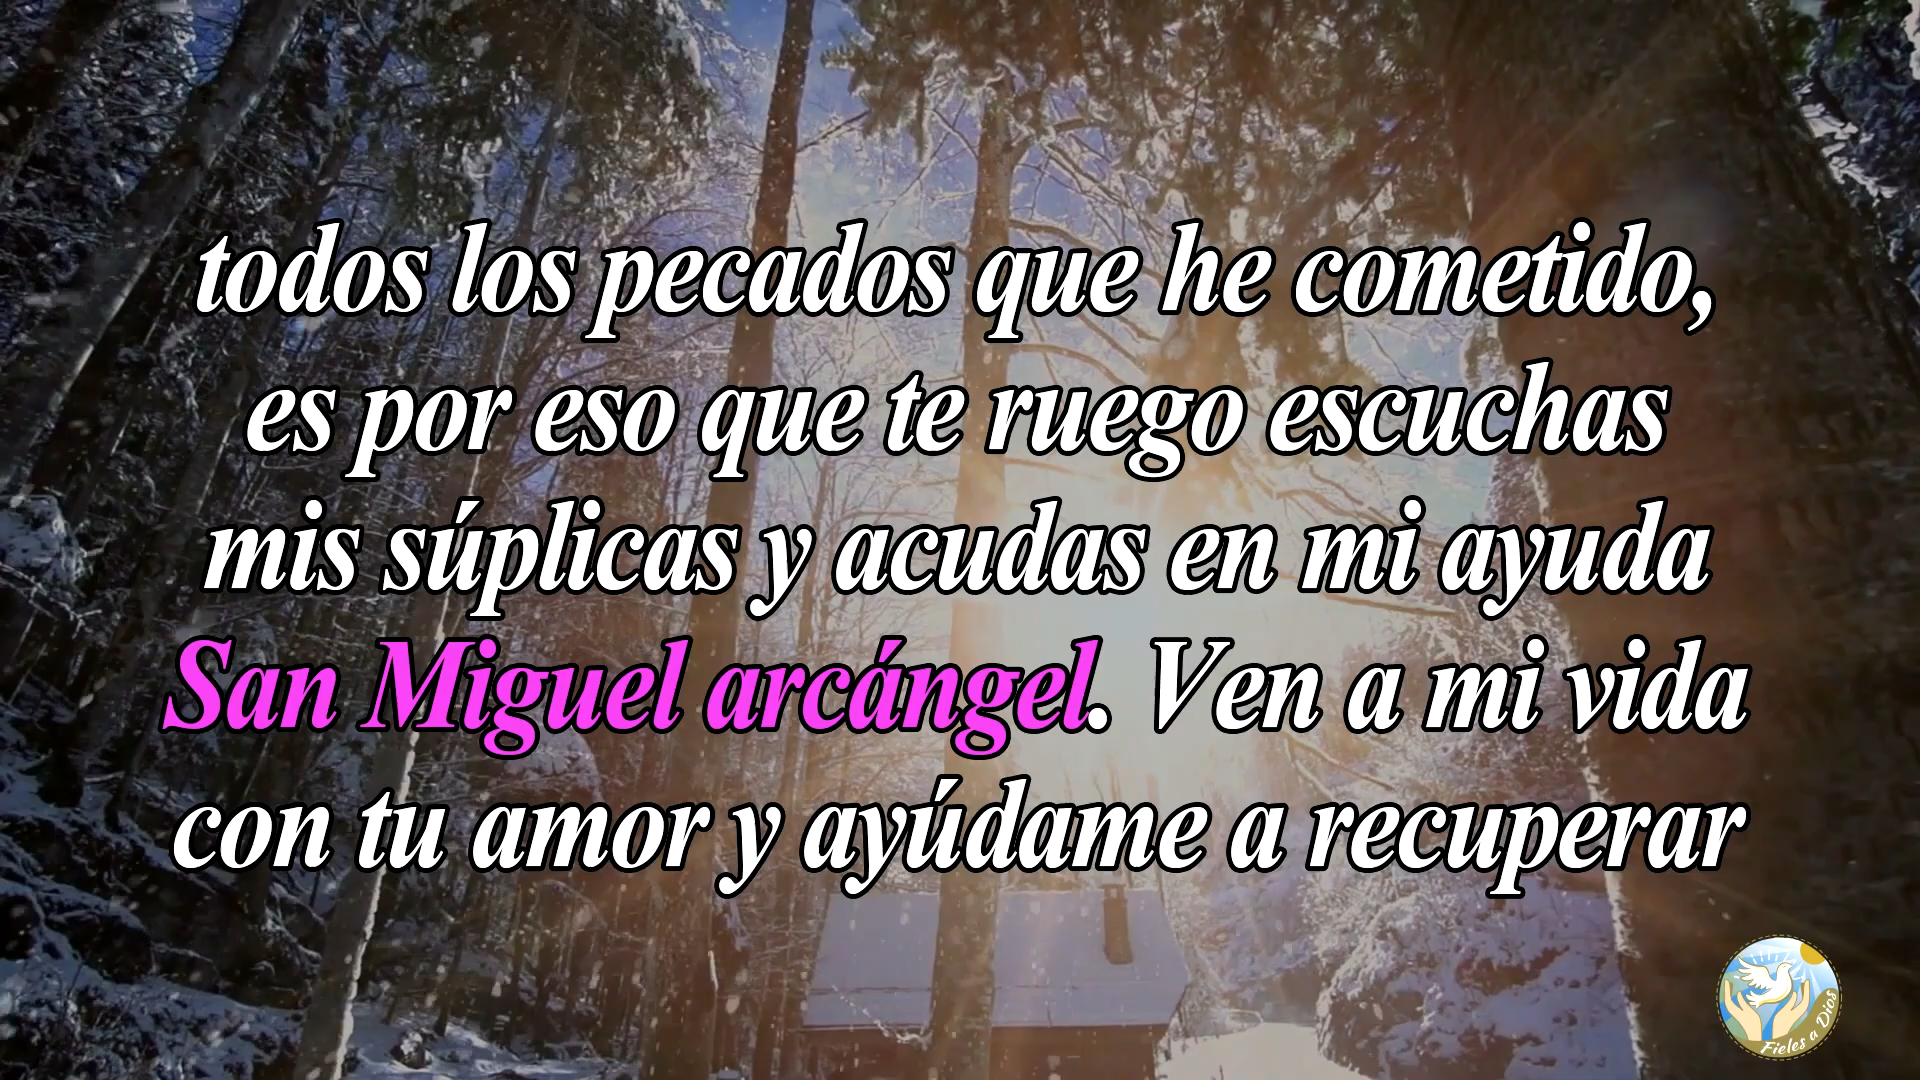 todos los pecados que he cometido,
es por eso que te ruego escuchas
mis súplicas y acudas en mi ayuda
San Miguel arcángel. Ven a mi vida
con tu amor y ayúdame a recuperar
Fieles a Dios